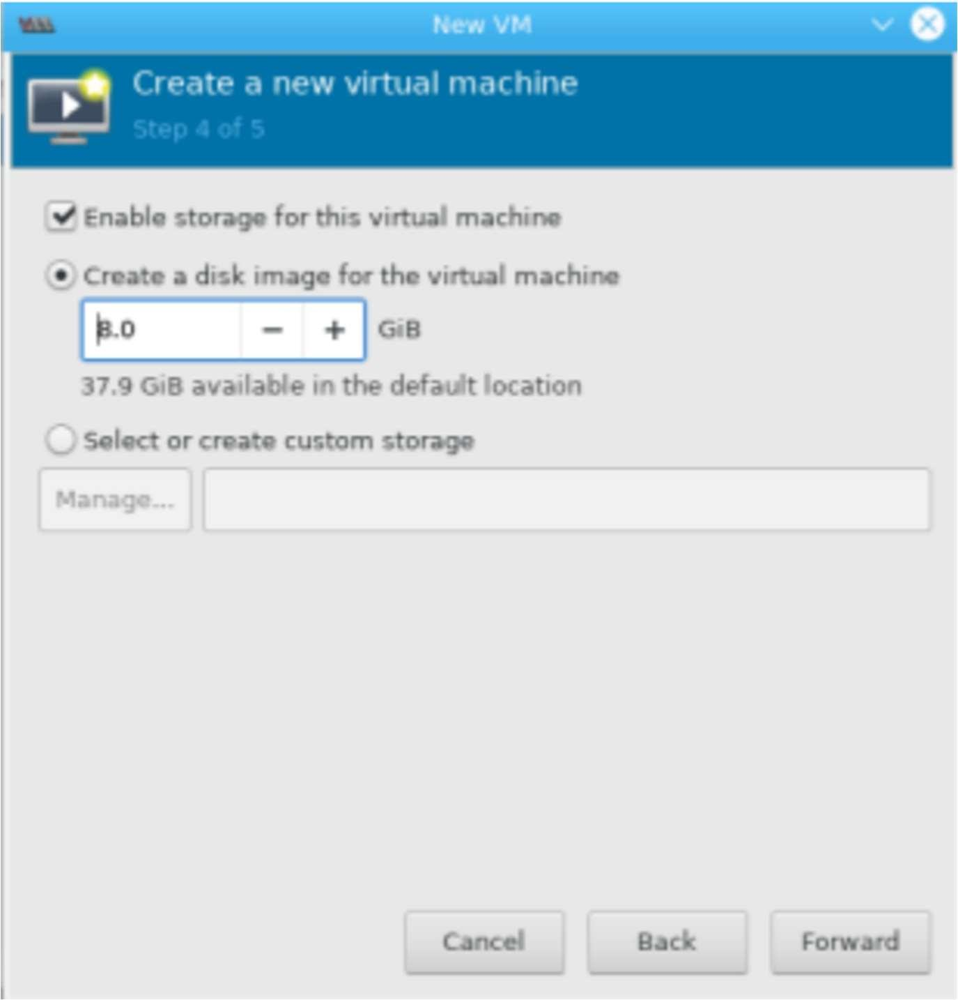 New VM
Create a new virtual machine
Step 4 of 5
Enable storage for this virtual machine
Create a disk image for the virtual machine
8.0 − + GiB
37.9 GiB available in the default location
Select or create custom storage
Manage...
Cancel Back Forward